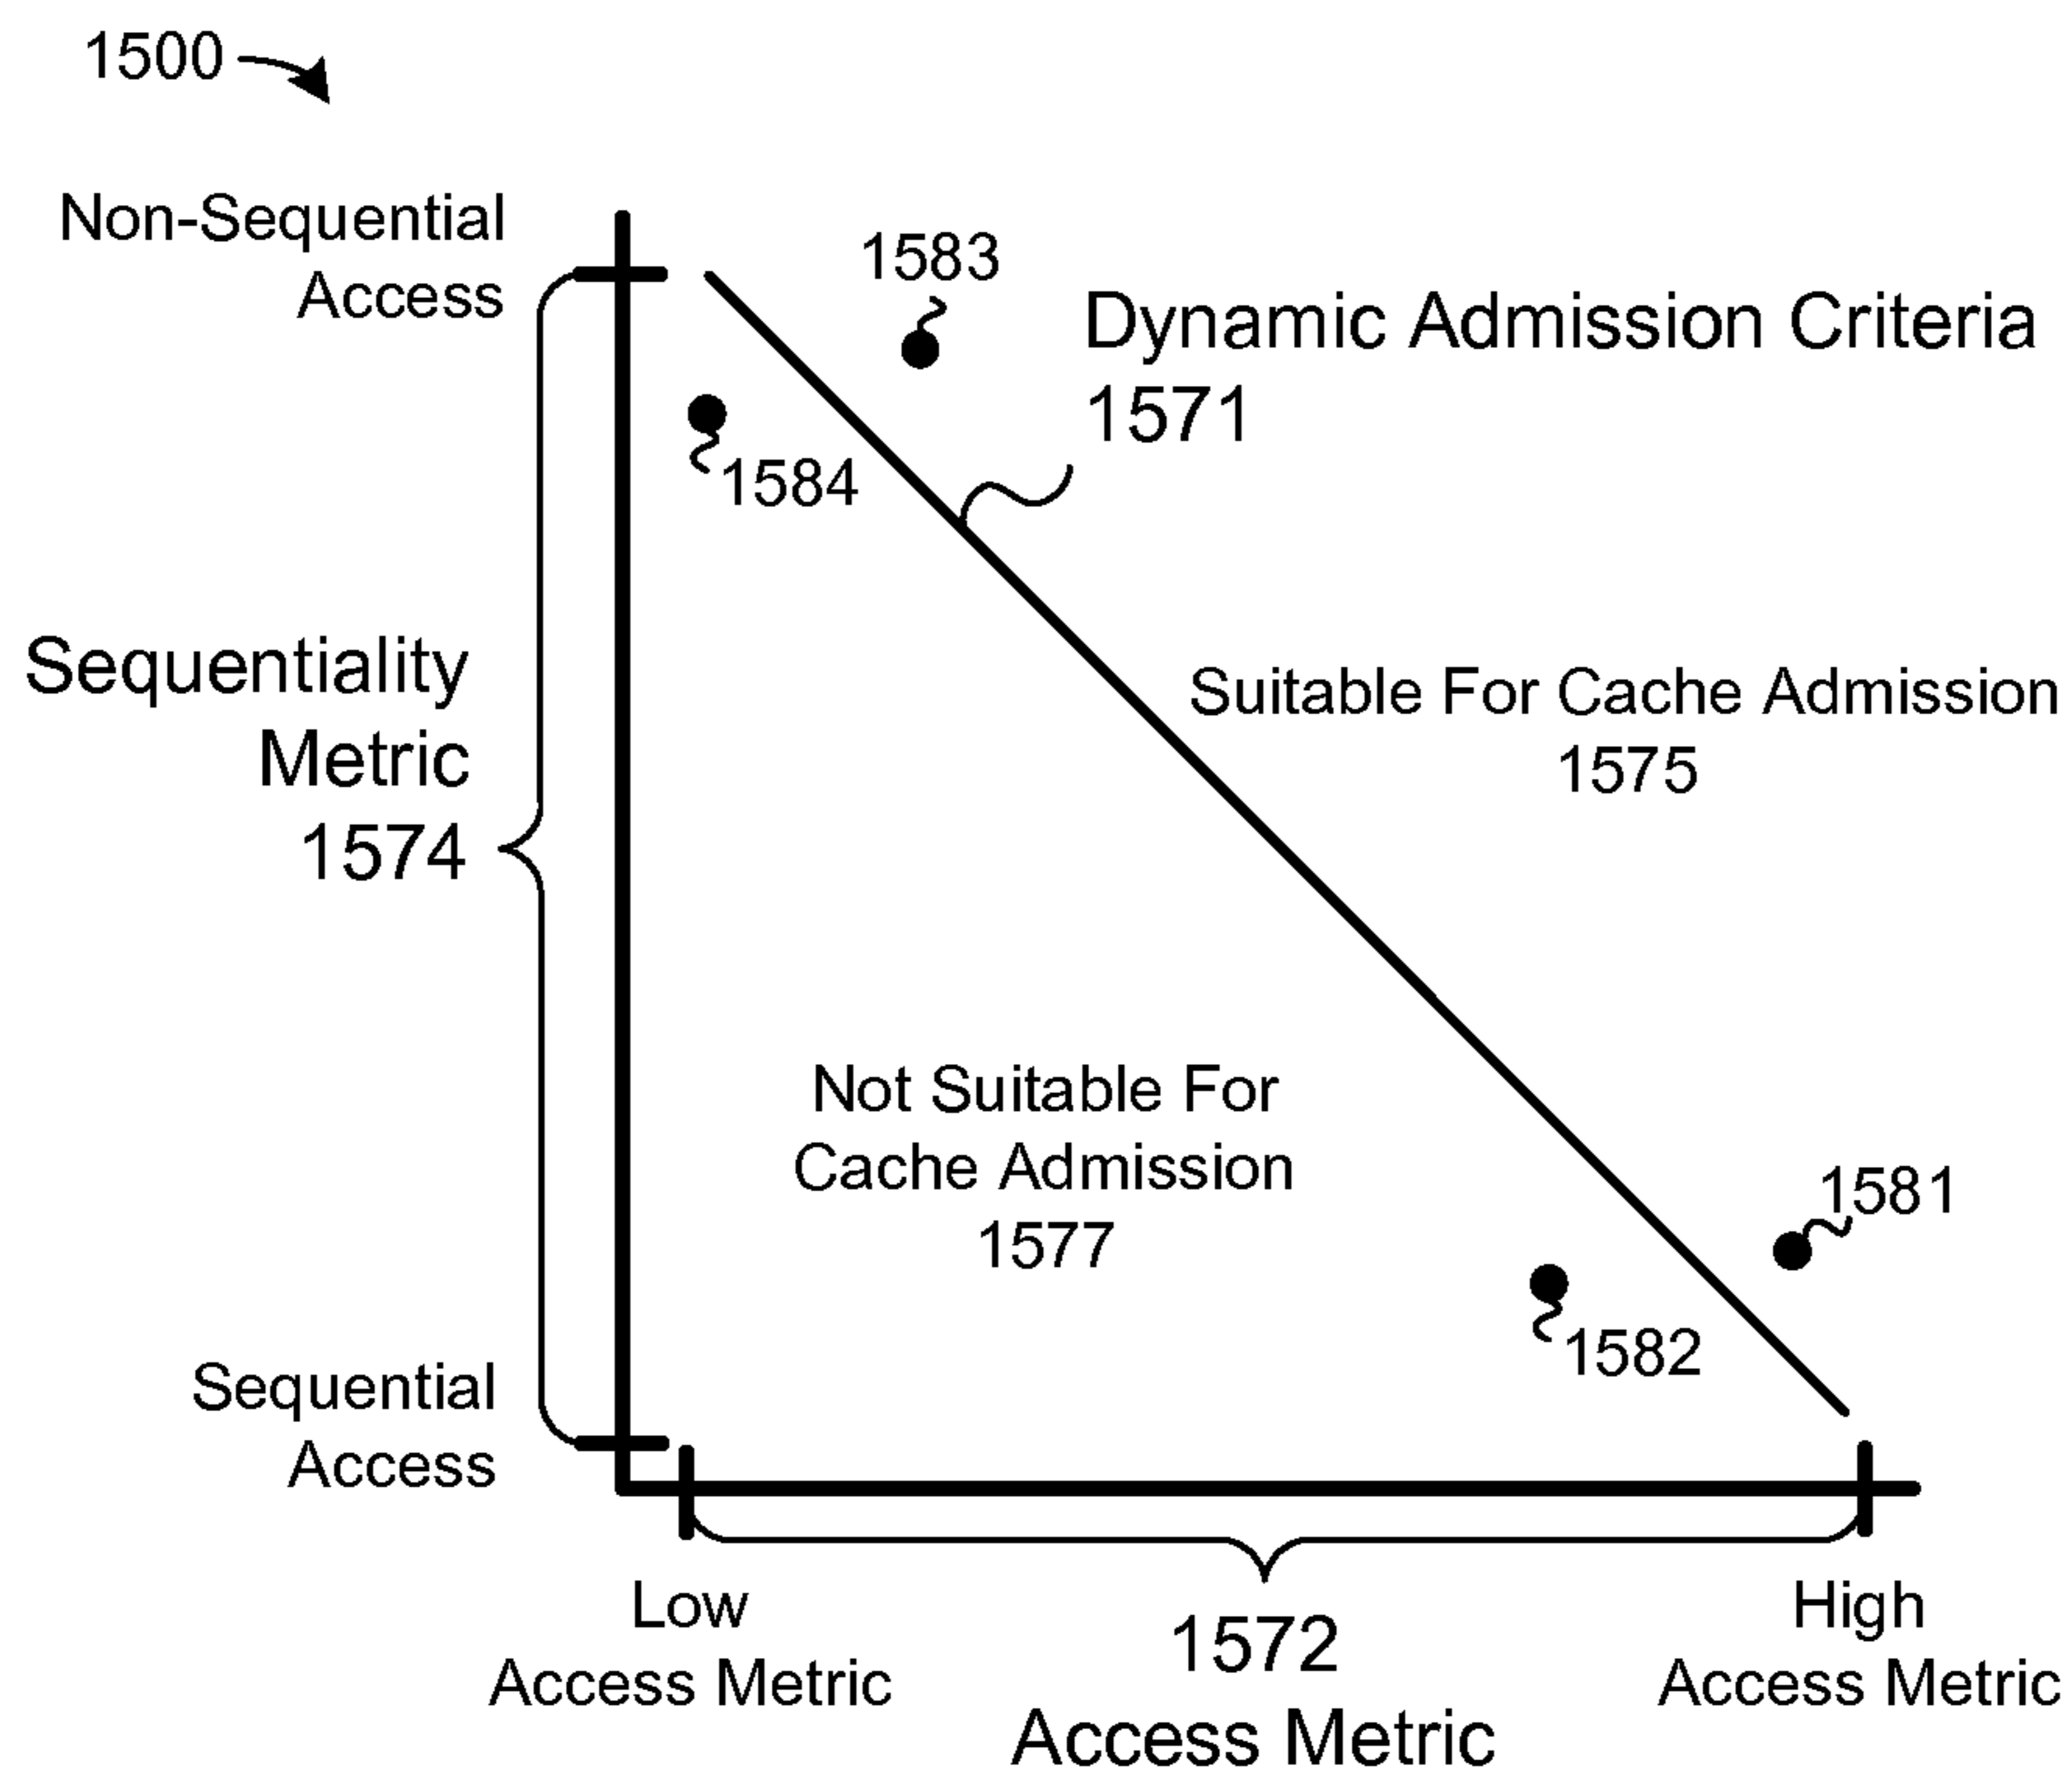 1500
Non-Sequential
Access
1583
Dynamic Admission Criteria
1571
1584
Sequentiality
Metric
1574
Suitable For Cache Admission
1575
Not Suitable For
Cache Admission
1577
1581
1582
Sequential
Access
Low
Access Metric
1572
Access Metric
High
Access Metric